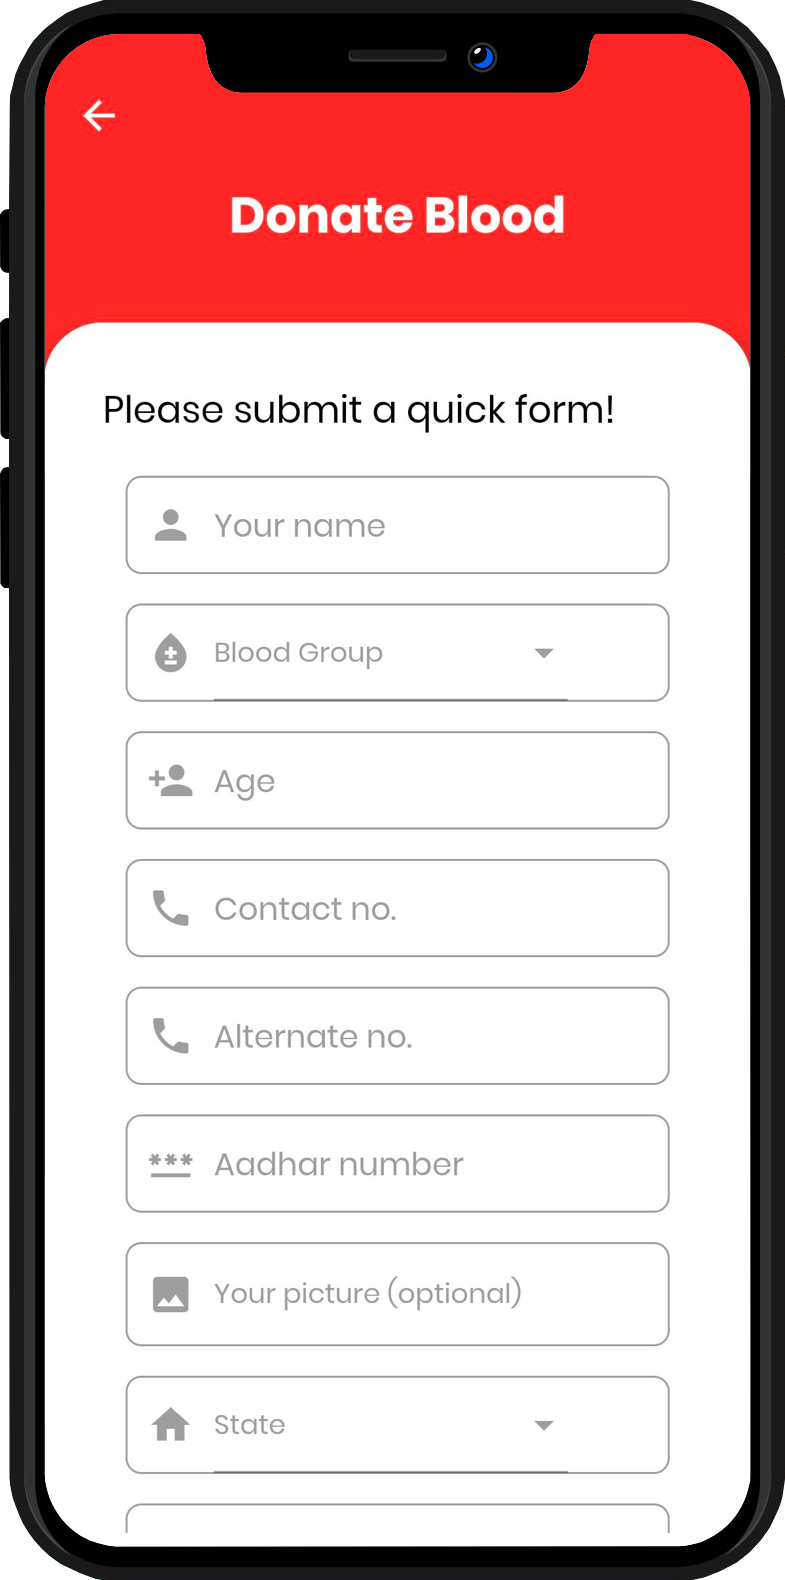 Donate Blood
Please submit a quick form!
Your name
Blood Group
Age
Contact no.
Alternate no.
Aadhar number
Your picture (optional)
State